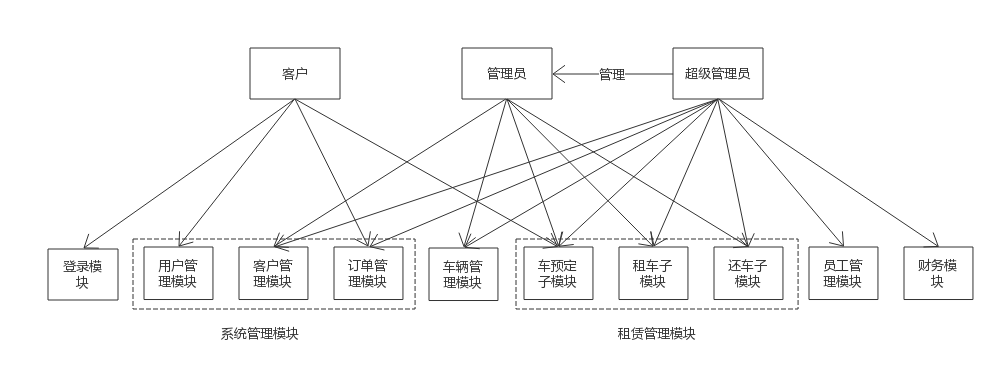 客户
管理员
管理
超级管理员
登录模
块
用户管
理模块
客户管
理模块
订单管
理模块
车辆管
理模块
车预定
子模块
租车子
模块
还车子
模块
员工管
理模块
财务模
块
系统管理模块
租赁管理模块